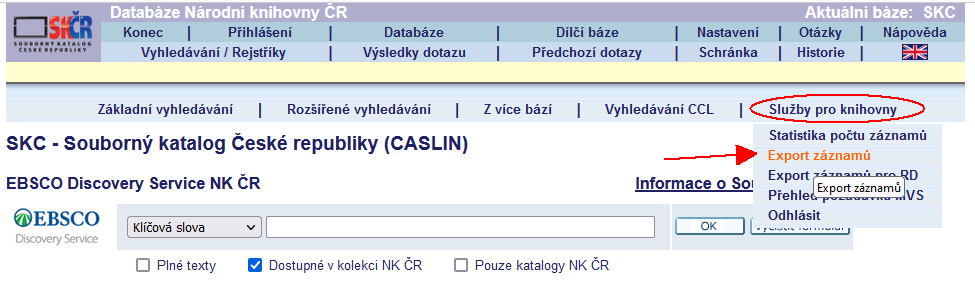 Databáze Národní knihovny ČR Aktuální báze: SKC
SKČR
SOUBORNÝ KATALOG
ČESKÉ REPUBLIKY
Konec | Přihlášení | Databáze | Dílčí báze | Nastavení | Otázky | Nápověda
Vyhledávání / Rejstříky | Výsledky dotazu | Předchozí dotazy | Schránka | Historie |
Základní vyhledávání | Rozšířené vyhledávání | Z více bází | Vyhledávání CCL | Služby pro knihovny
Statistika počtu záznamů
Export záznamů
Export záznamů pro RD
Export záznamů
Přehled požadavků MVS
Odhlásit
SKC - Souborný katalog České republiky (CASLIN)
EBSCO Discovery Service NK ČR Informace o Sou
EBSCO
Discovery Service
Klíčová slova OK Vyčistit formulář
Plné texty Dostupné v kolekci NK ČR Pouze katalogy NK ČR